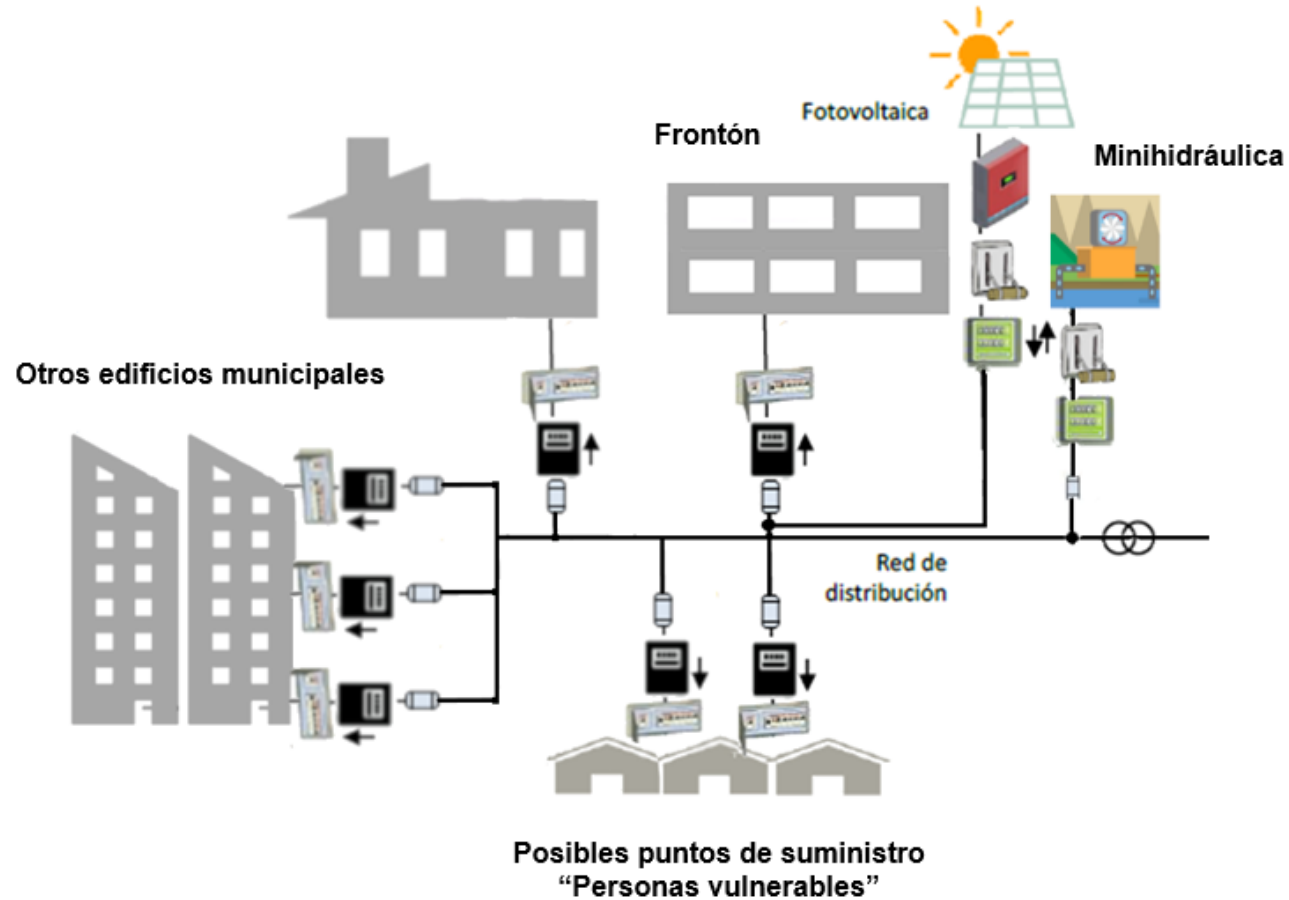 Fotovoltaica
Frontón
Minihidráulica
Otros edificios municipales
Red de
distribución
Posibles puntos de suministro
“Personas vulnerables”